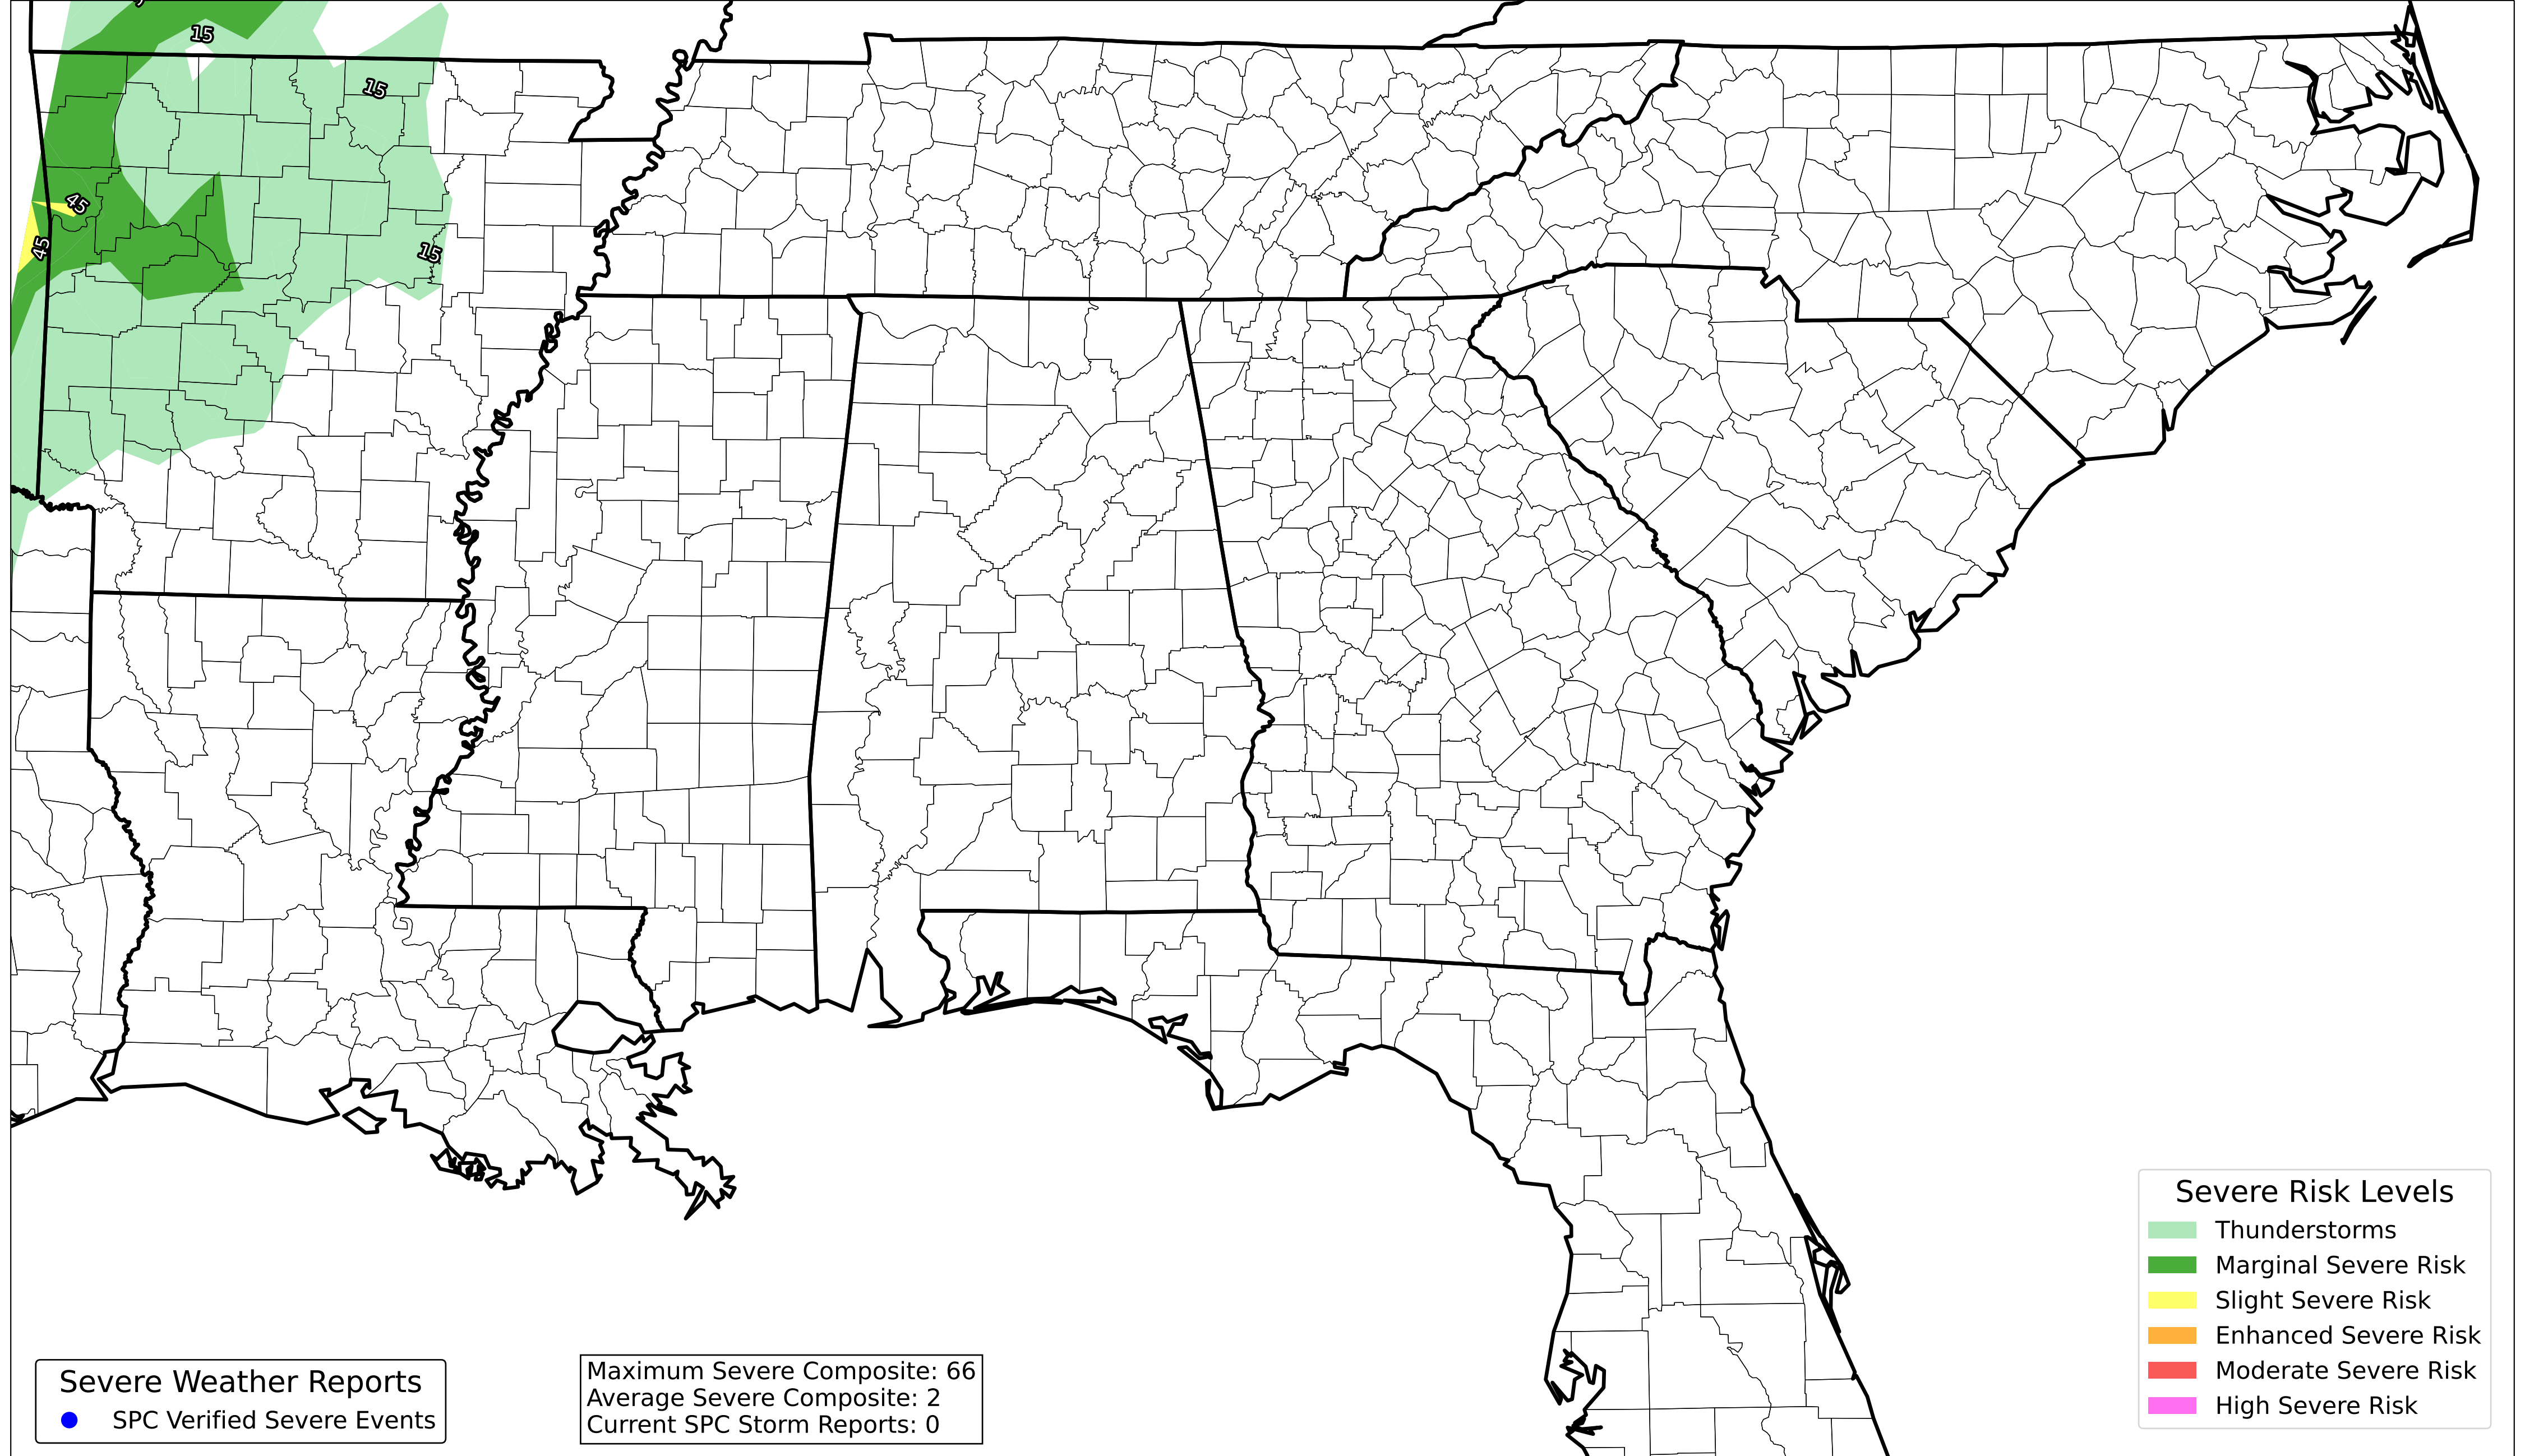 15
15
45
45
15
Severe Risk Levels
Thunderstorms
Marginal Severe Risk
Slight Severe Risk
Enhanced Severe Risk
Moderate Severe Risk
High Severe Risk
Severe Weather Reports
SPC Verified Severe Events
Maximum Severe Composite: 66
Average Severe Composite: 2
Current SPC Storm Reports: 0